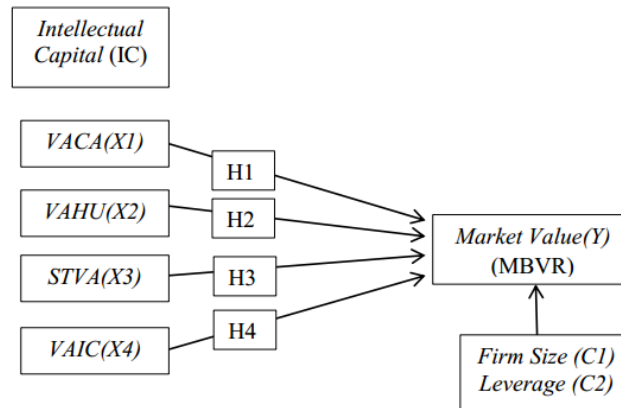 Intellectual
Capital (IC)
VACA(X1)
H1
VAHU(X2)
H2
STVA(X3)
H3
VAIC(X4)
H4
Market Value(Y)
(MBVR)
Firm Size (C1)
Leverage (C2)